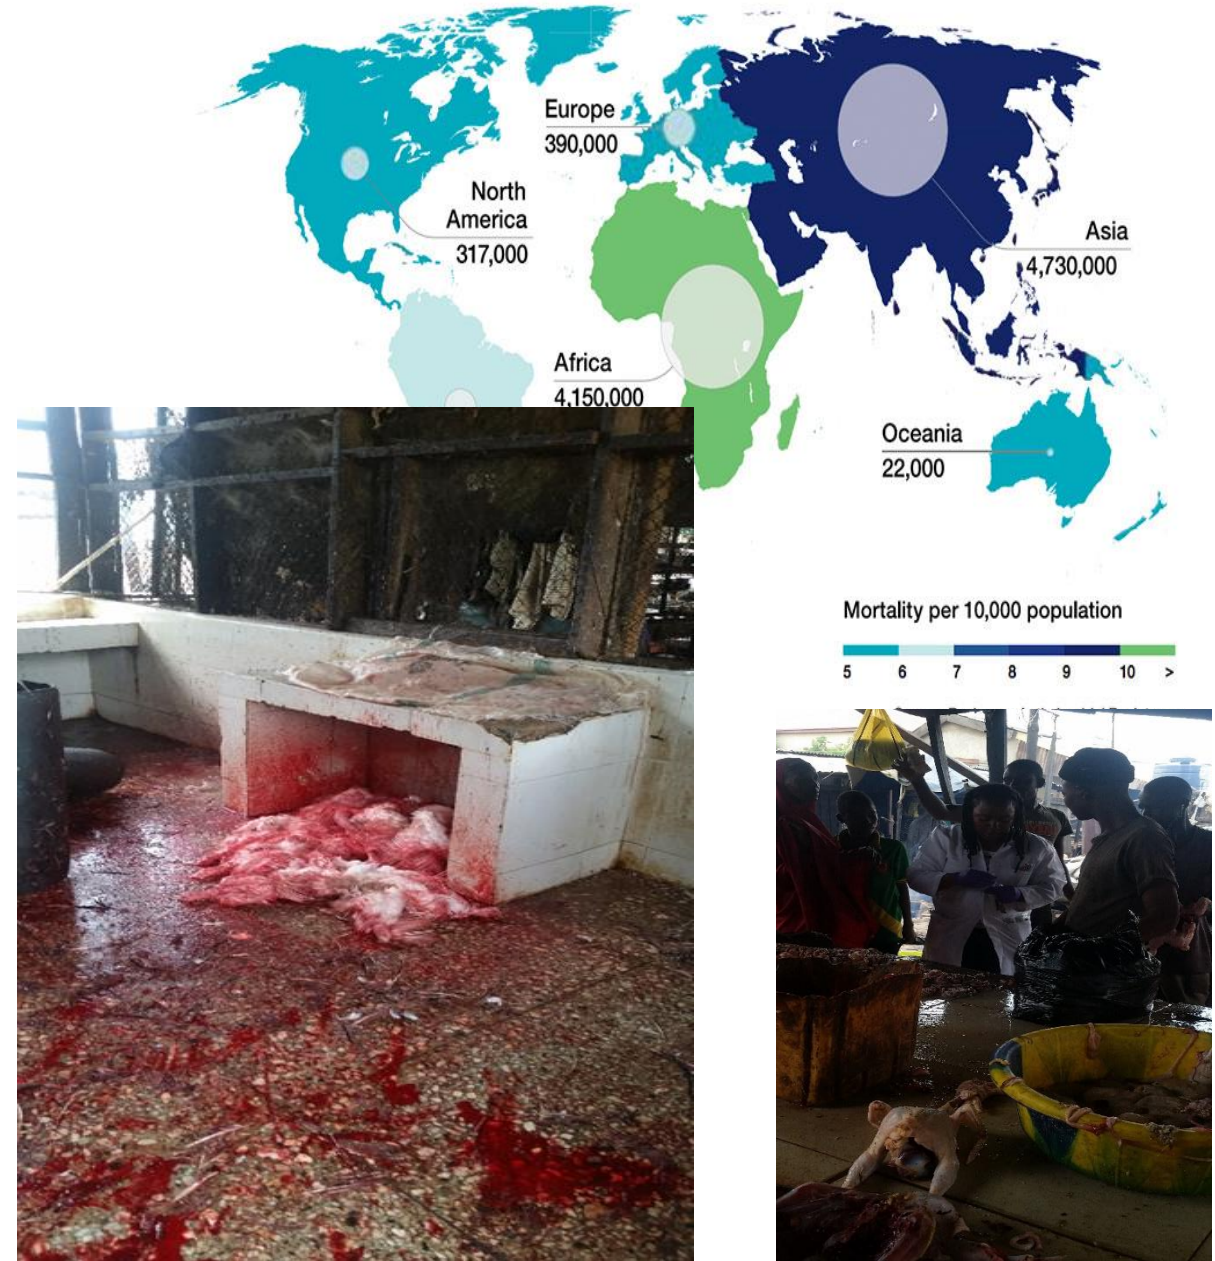 Europe
390,000
North
America
317,000
Asia
4,730,000
Africa
4,150,000
Oceania
22,000
Mortality per 10,000 population
5 6 7 8 9 10 >